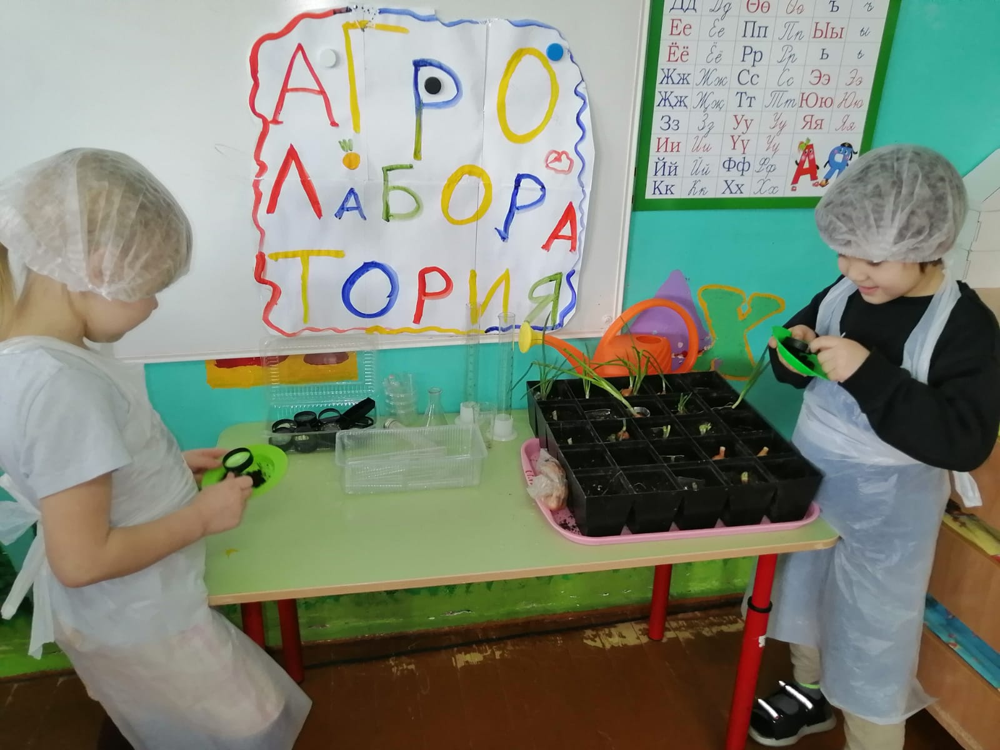 АГРО
ЛАБОРА
ТОРИЯ
Дд Дд Өө Өө Ъ ъ
Ее Ее Пп Пп Ыы ы
Ёё Ёё Рр Рр Ь ь
Жж Жж Сс Сс Ээ Ээ
Җҗ Җҗ Тт Тт Юю Юю
Зз Зз Уу Уу Яя Яя
Ии Ии Үү Үү
Йй Йй Фф Фф
Кк Кк Хх Хх
А Я